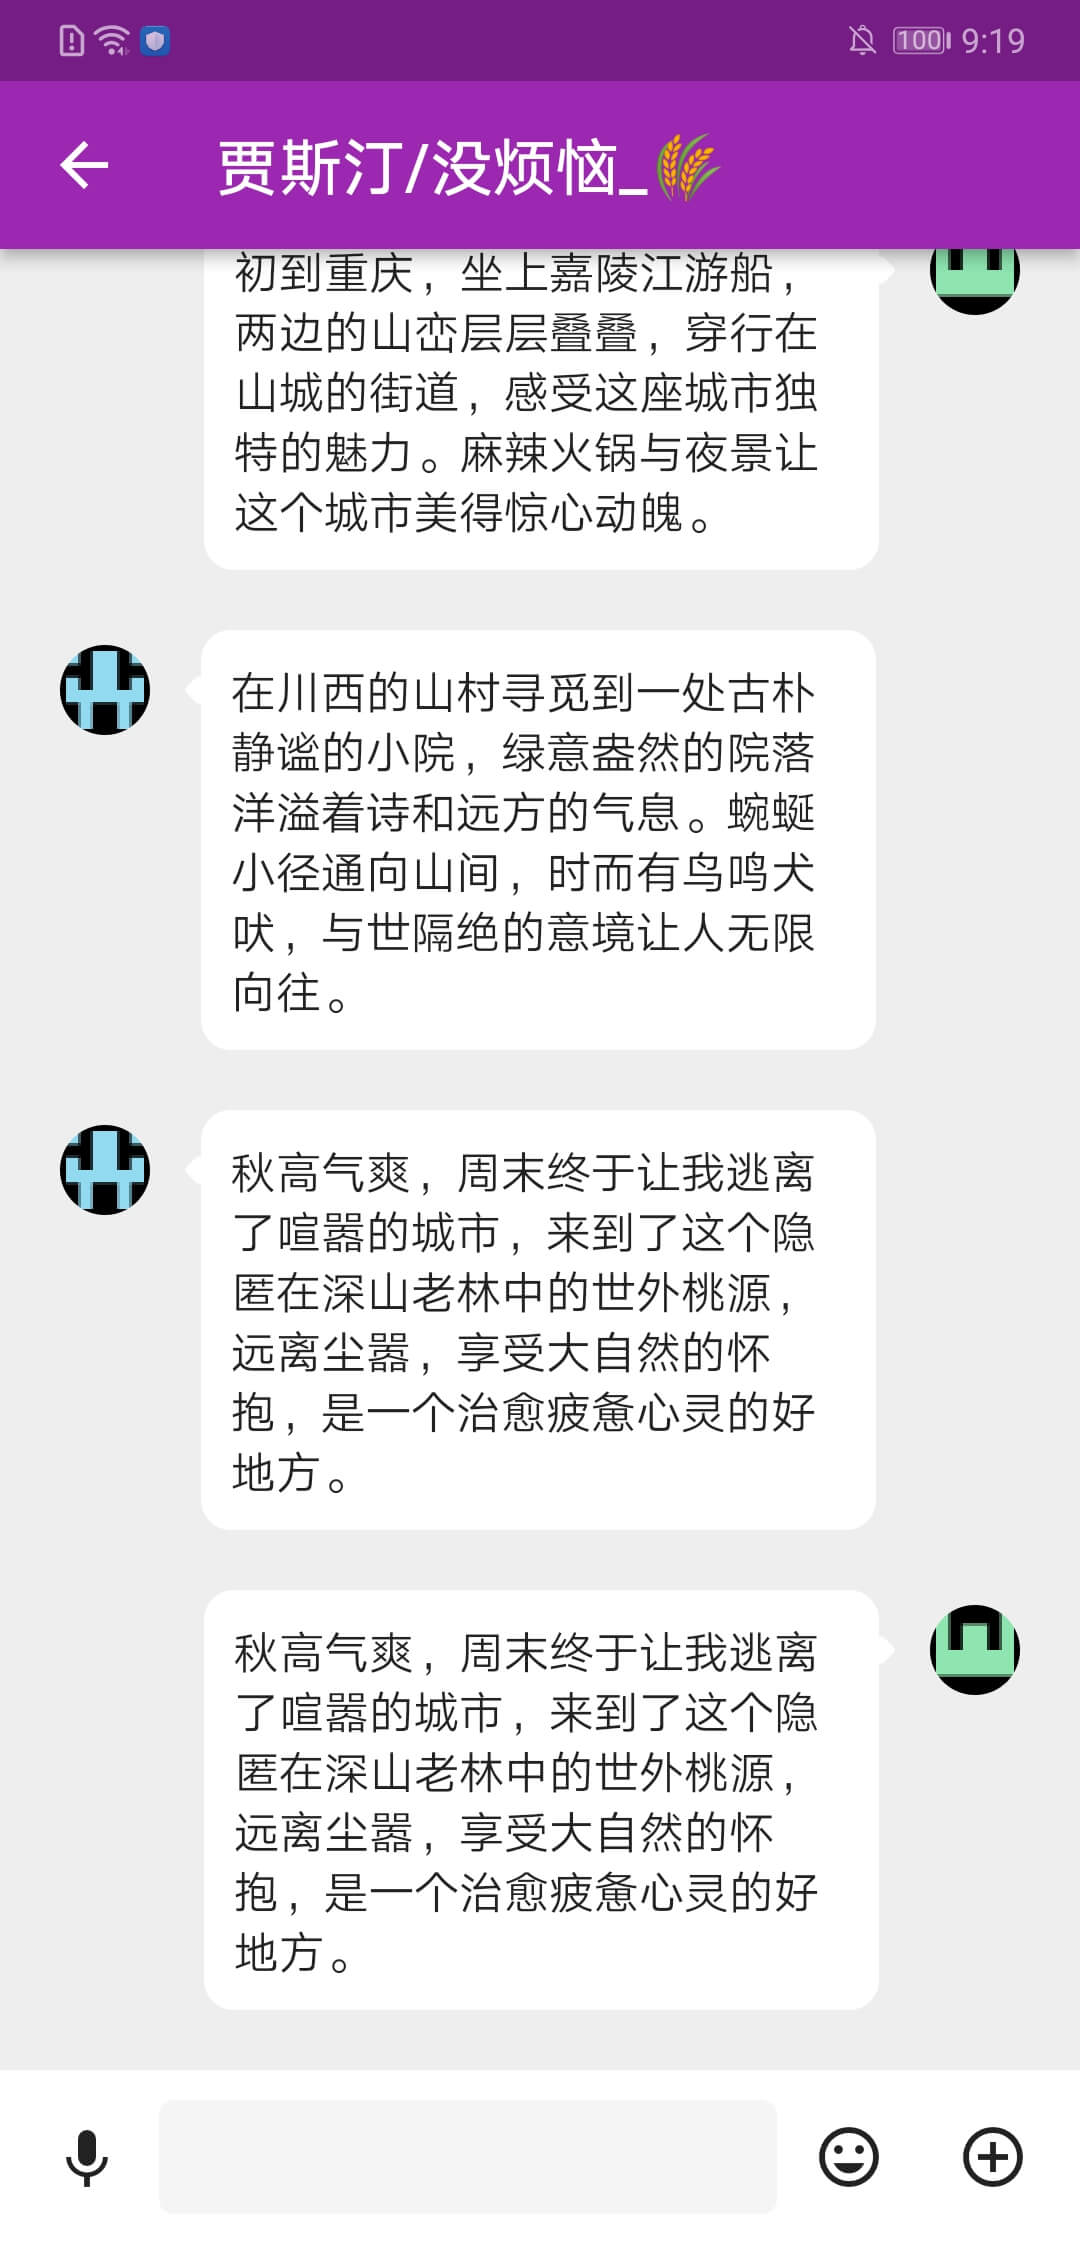 100 9:19
贾斯汀/没烦恼_🌾
初到重庆，坐上嘉陵江游船，
两边的山峦层层叠叠，穿行在
山城的街道，感受这座城市独
特的魅力。麻辣火锅与夜景让
这个城市美得惊心动魄。
在川西的山村寻觅到一处古朴
静谧的小院，绿意盎然的院落
洋溢着诗和远方的气息。蜿蜒
小径通向山间，时而有鸟鸣犬
吠，与世隔绝的意境让人无限
向往。
秋高气爽，周末终于让我逃离
了喧嚣的城市，来到了这个隐
匿在深山老林中的世外桃源，
远离尘嚣，享受大自然的怀
抱，是一个治愈疲惫心灵的好
地方。
秋高气爽，周末终于让我逃离
了喧嚣的城市，来到了这个隐
匿在深山老林中的世外桃源，
远离尘嚣，享受大自然的怀
抱，是一个治愈疲惫心灵的好
地方。